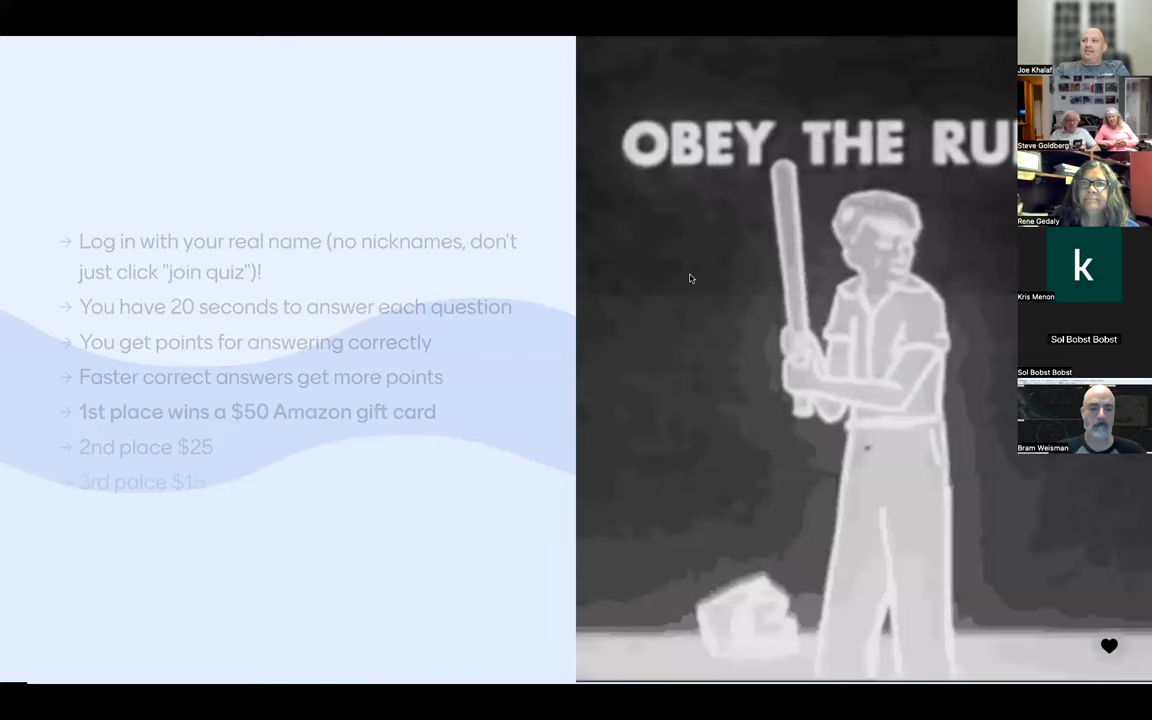 → Log in with your real name (no nicknames, don't
just click "join quiz")!
→ You have 20 seconds to answer each question
→ You get points for answering correctly
→ Faster correct answers get more points
→ 1st place wins a $50 Amazon gift card
→ 2nd place $25
→ 3rd palce $15
OBEY THE RU
Joe Khalaf
Steve Goldberg
Rene Gedaly
k
Kris Menon
Sol Bobst Bobst
Sol Bobst Bobst
Bram Weisman